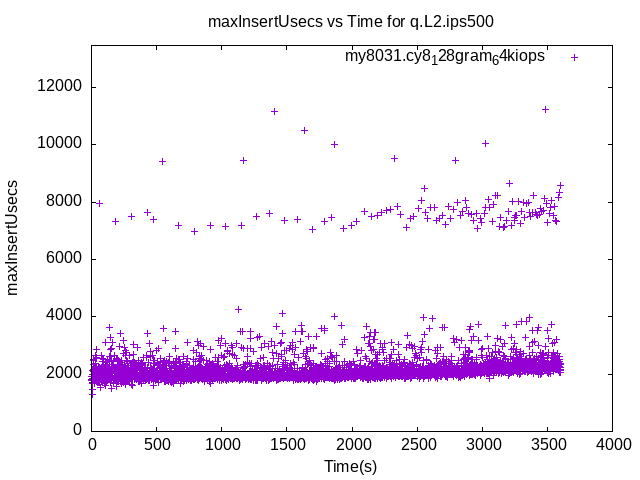 maxInsertUsecs vs Time for q.L2.ips500
my8031.cy8128gram64kiops
12000
10000
8000
6000
4000
2000
0
maxInsertUsecs
0 500 1000 1500 2000 2500 3000 3500 4000
Time(s)